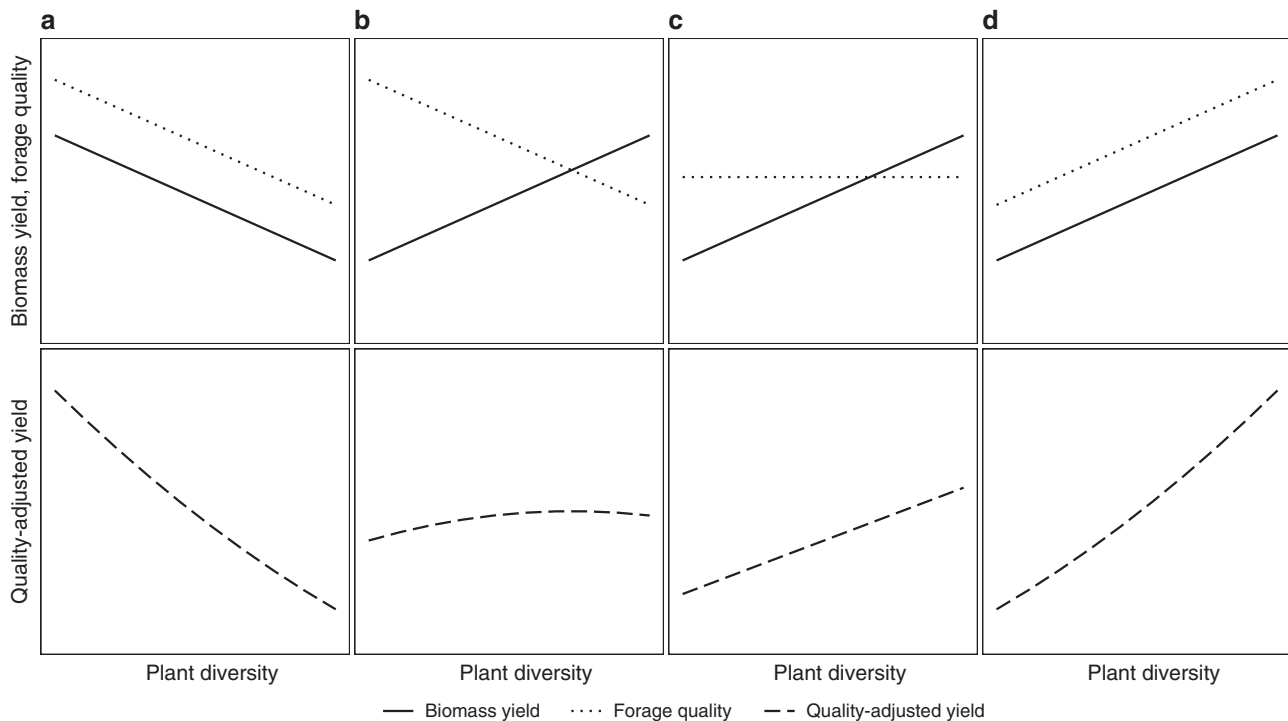 a
b
c
d
Biomass yield, forage quality
Quality-adjusted yield
Plant diversity
Plant diversity
Plant diversity
Plant diversity
Biomass yield
Forage quality
Quality-adjusted yield